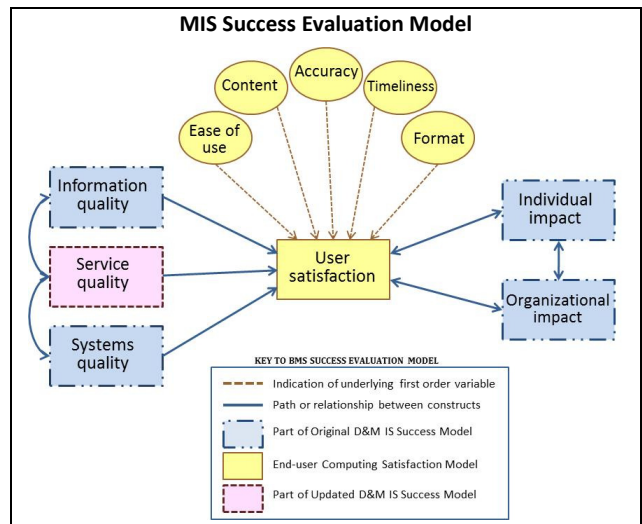 MIS Success Evaluation Model
Accuracy
Content
Timeliness
Ease of
use
Format
Information
quality
Individual
impact
Service
quality
User
satisfaction
Organizational
impact
Systems
quality
KEY TO BMS SUCCESS EVALUATION MODEL
Indication of underlying first order variable
Path or relationship between constructs
Part of Original D&M IS Success Model
End-user Computing Satisfaction Model
Part of Updated D&M IS Success Model